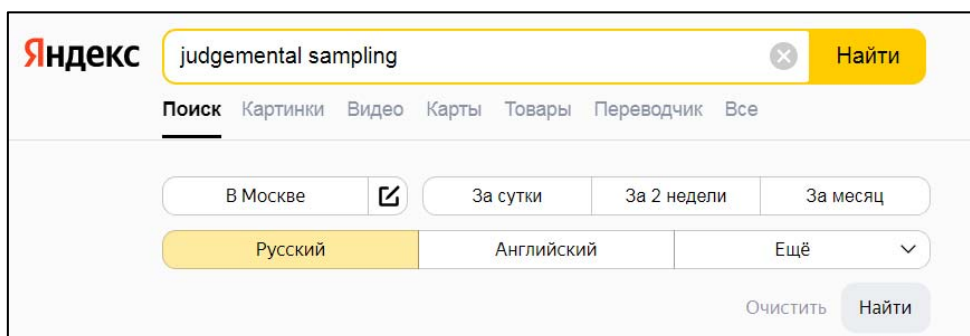 Яндекс judgemental sampling Найти
Поиск Картинки Видео Карты Товары Переводчик Все
В Москве За сутки За 2 недели За месяц
Русский Английский Ещё
Очистить Найти